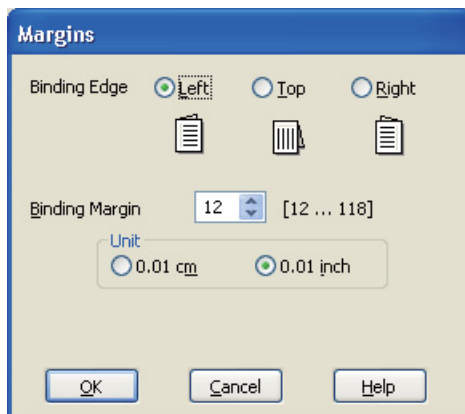 Margins
Binding Edge Left Top Right
Binding Margin 12 [12 ... 118]
Unit
0.01 cm 0.01 inch
OK Cancel Help